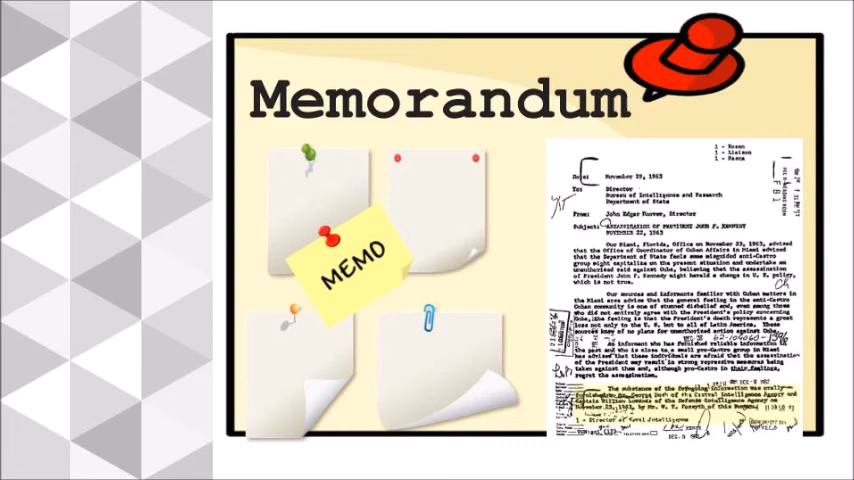 Memorandum
MEMO
1 - Rosen
1 - Liaison
1 - Nasca
Date: November 29, 1963
To: Director
Bureau of Intelligence and Research
Department of State
From: John Edgar Hoover, Director
Subject: ASSASSINATION OF PRESIDENT JOHN F. KENNEDY
NOVEMBER 22, 1963
Our Miami, Florida, Office on November 23, 1963, advised
that the Office of Coordinator of Cuban Affairs in Miami advised
that the Department of State feels some misguided anti-Castro
group might capitalize on the present situation and undertake an
unauthorized raid against Cuba, believing that the assassination
of President John F. Kennedy might herald a change in U. S. policy,
which is not true.
Our sources and informants familiar with Cuban matters in
the Miami area advise that the general feeling in the anti-Castro
Cuban community is one of stunned disbelief and, even among those
who did not entirely agree with the President's policy concerning
Cuba, the feeling is that the President's death represents a great
loss not only to the U. S. but to all of Latin America. These
sources know of no plans for unauthorized action against Cuba.
An informant who has furnished reliable information in
the past and who is close to a small pro-Castro group in Miami
has advised that these individuals are afraid that the assassination
of the President may result in strong repressive measures being
taken against them and, although pro-Castro in their feelings,
regret the assassination.
The substance of the foregoing information was orally
furnished to Mr. George Bush of the Central Intelligence Agency and
Captain William Edwards of the Defense Intelligence Agency on
November 23, 1963, by Mr. W. T. Forsyth of this Bureau.
1 - Director of Naval Intelligence